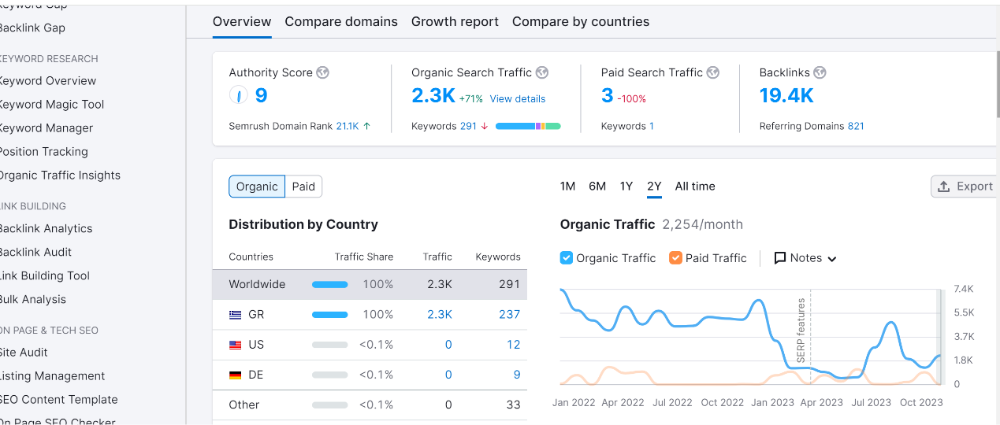 Keyword Gap
Backlink Gap
KEYWORD RESEARCH
Keyword Overview
Keyword Magic Tool
Keyword Manager
Position Tracking
Organic Traffic Insights
LINK BUILDING
Backlink Analytics
Backlink Audit
Link Building Tool
Bulk Analysis
ON PAGE & TECH SEO
Site Audit
Listing Management
SEO Content Template
On Page SEO Checker
Overview Compare domains Growth report Compare by countries
Authority Score
9
Semrush Domain Rank 21.1K ↑
Organic Search Traffic
2.3K +71% View details
Keywords 291 ↓
Paid Search Traffic
3 -100%
Keywords 1
Backlinks
19.4K
Referring Domains 821
Organic Paid
Distribution by Country
Countries Traffic Share Traffic Keywords
Worldwide 100% 2.3K 291
GR 100% 2.3K 237
US <0.1% 0 12
DE <0.1% 0 9
Other <0.1% 0 33
1M 6M 1Y 2Y All time
Export
Organic Traffic 2,254/month
Organic Traffic Paid Traffic Notes
SERP features
7.4K
5.5K
3.7K
1.8K
0
Jan 2022 Apr 2022 Jul 2022 Oct 2022 Jan 2023 Apr 2023 Jul 2023 Oct 2023